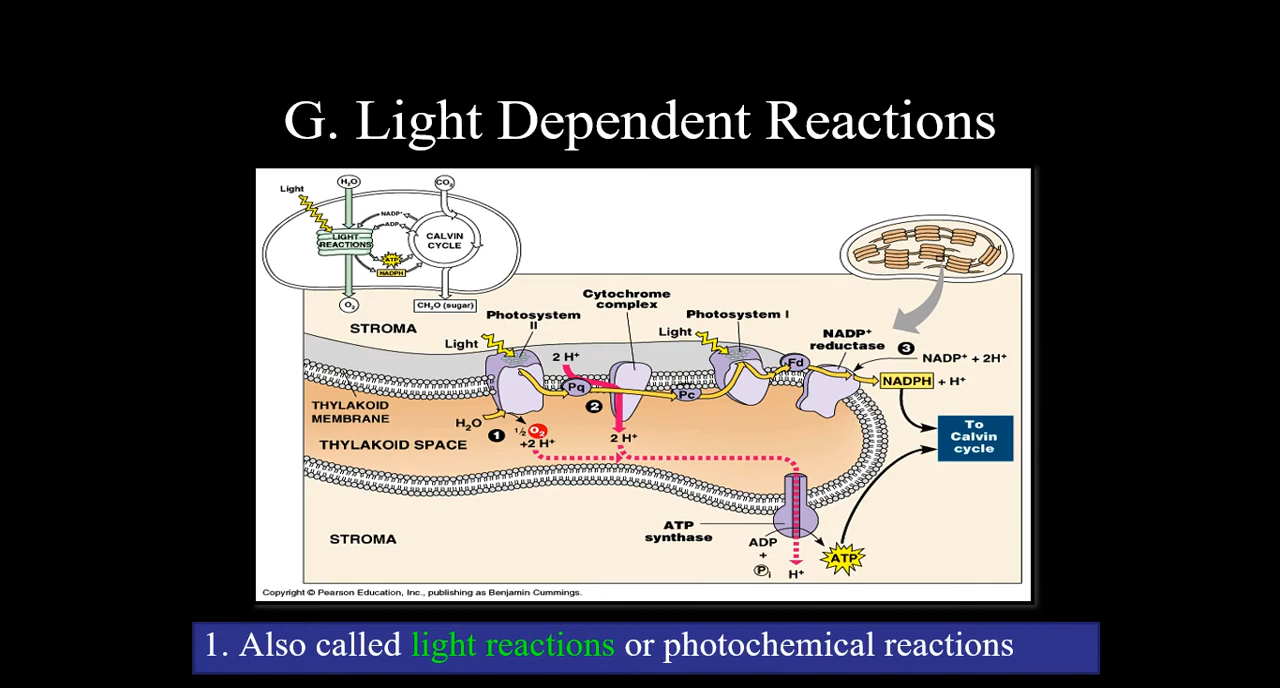 G. Light Dependent Reactions
H₂O
CO₂
Light
NADP⁺
ADP
LIGHT
REACTIONS
CALVIN
CYCLE
ATP
NADPH
O₂
CH₂O (sugar)
Cytochrome
complex
Photosystem
II
Photosystem I
STROMA
Light
Light
NADP⁺
reductase
3
2 H⁺
Fd
NADP⁺ + 2H⁺
Pq
Pc
NADPH + H⁺
THYLAKOID
MEMBRANE
2
H₂O
1
½ O₂
+2 H⁺
2 H⁺
To
Calvin
cycle
THYLAKOID SPACE
ATP
synthase
STROMA
ADP
+
Pi
H⁺
ATP
Copyright © Pearson Education, Inc., publishing as Benjamin Cummings.
1. Also called light reactions or photochemical reactions